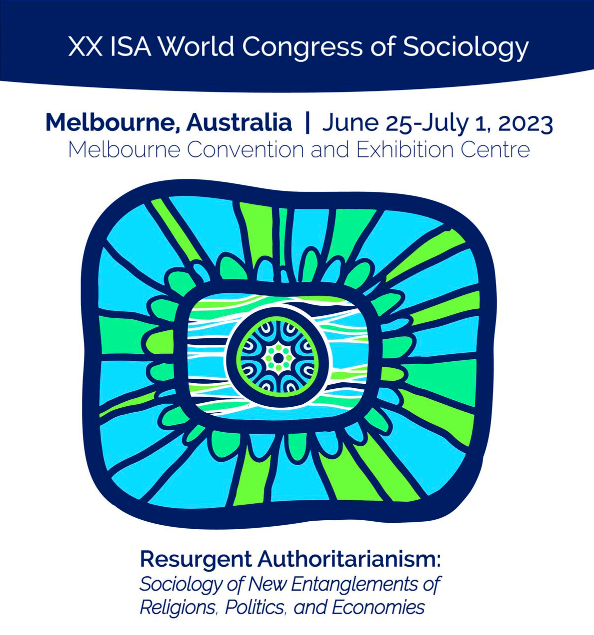 XX ISA World Congress of Sociology
Melbourne, Australia | June 25-July 1, 2023
Melbourne Convention and Exhibition Centre
Resurgent Authoritarianism:
Sociology of New Entanglements of
Religions, Politics, and Economies